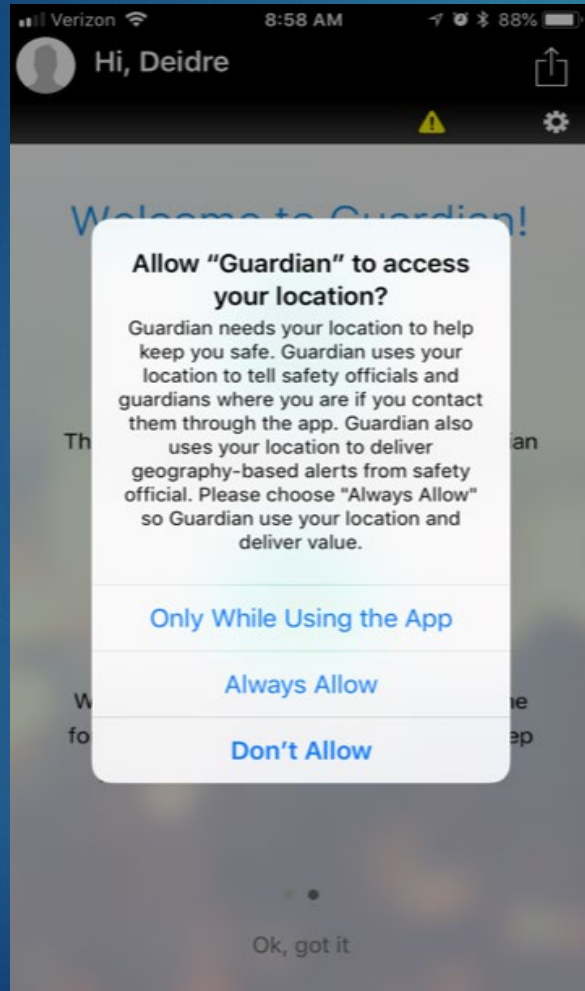 Verizon 8:58 AM 88%
Hi, Deidre
Welcome to Guardian!
Allow “Guardian” to access
your location?
Guardian needs your location to help
keep you safe. Guardian uses your
location to tell safety officials and
guardians where you are if you contact
them through the app. Guardian also
uses your location to deliver
geography-based alerts from safety
official. Please choose "Always Allow"
so Guardian use your location and
deliver value.
Only While Using the App
Always Allow
Don’t Allow
Ok, got it